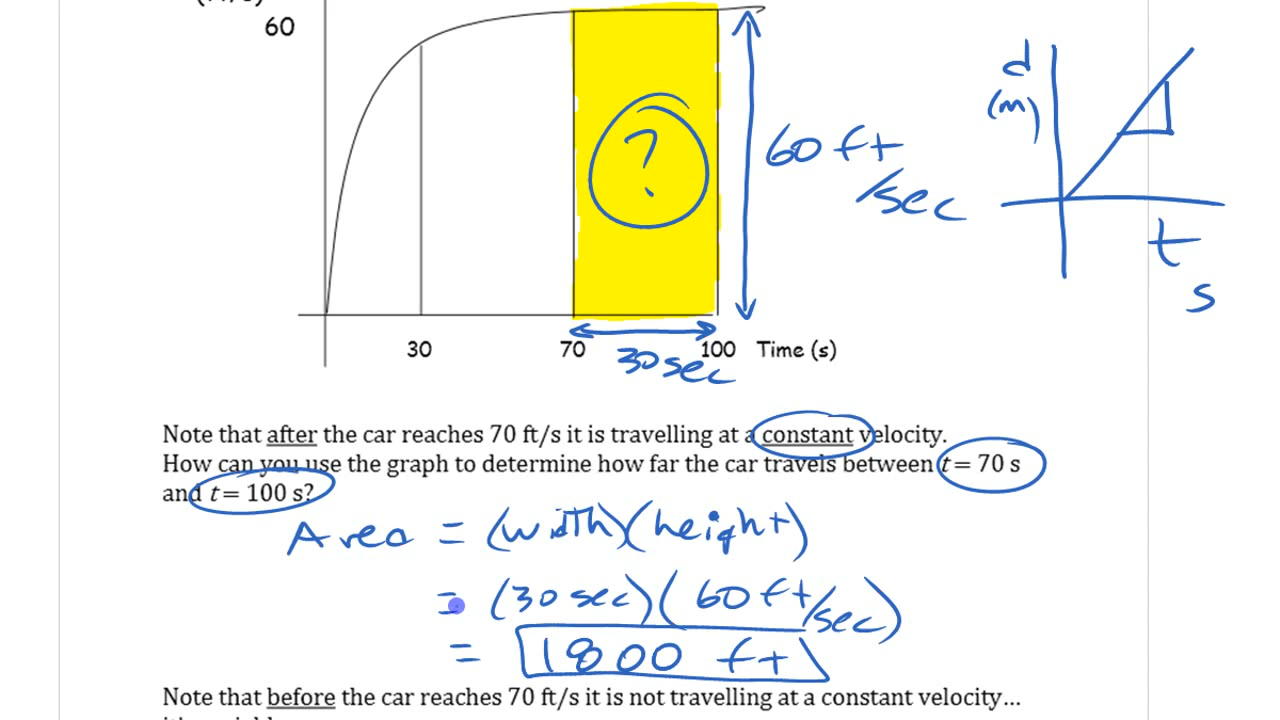 60
?
60 ft
/sec
d
(m)
t
s
30 70 100 Time (s)
30 sec
Note that after the car reaches 70 ft/s it is travelling at a constant velocity.
How can you use the graph to determine how far the car travels between t = 70 s
and t = 100 s?
Area = (width)(height)
= (30 sec)(60 ft/sec)
= 1800 ft
Note that before the car reaches 70 ft/s it is not travelling at a constant velocity...